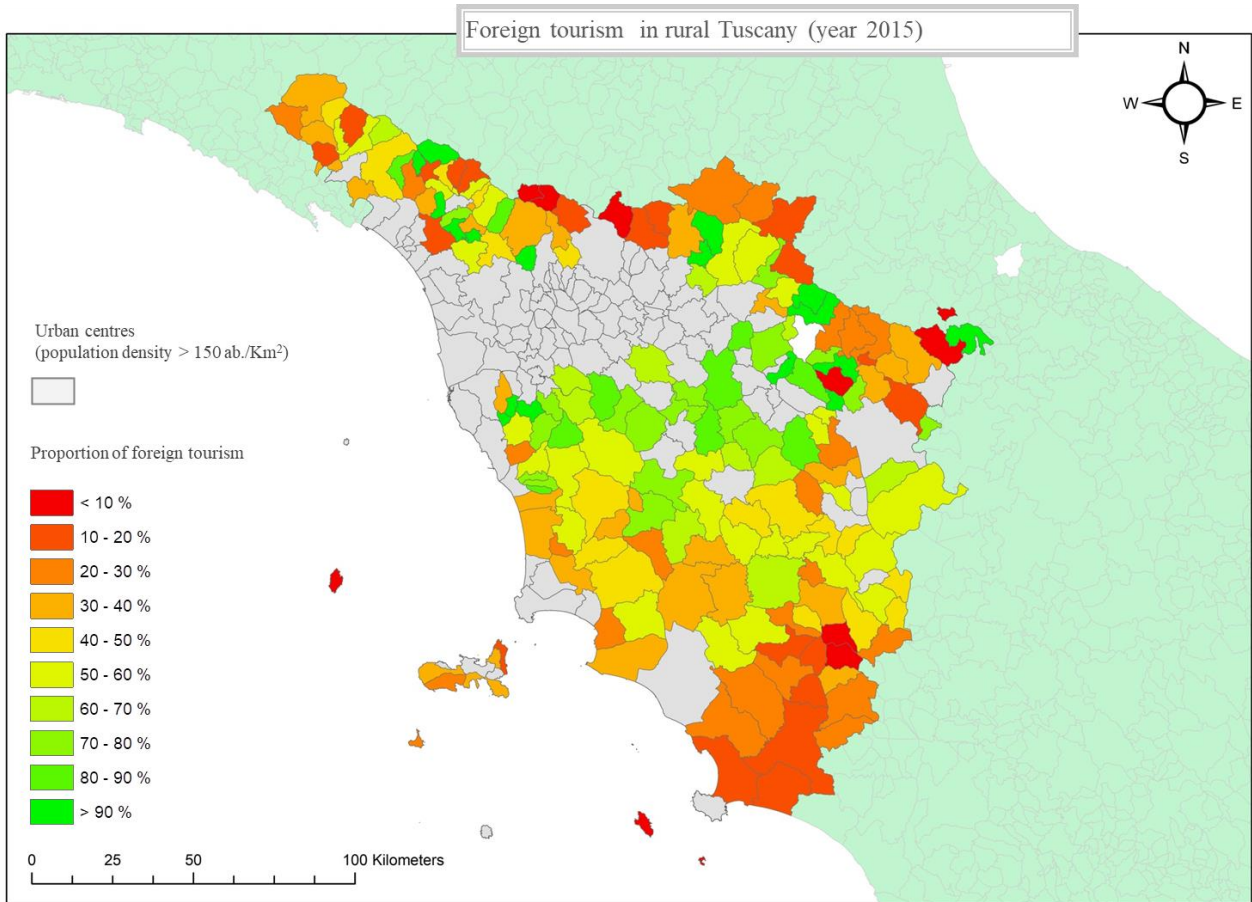 Foreign tourism in rural Tuscany (year 2015)
N
W E
S
Urban centres
(population density > 150 ab./Km²)
Proportion of foreign tourism
< 10 %
10 - 20 %
20 - 30 %
30 - 40 %
40 - 50 %
50 - 60 %
60 - 70 %
70 - 80 %
80 - 90 %
> 90 %
0 25 50 100 Kilometers